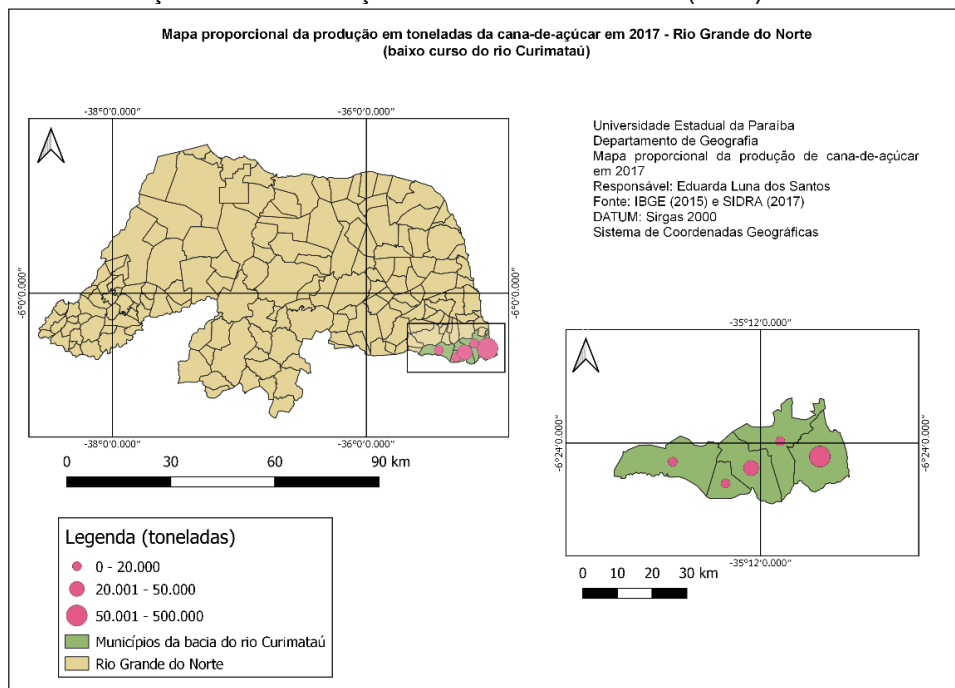 Mapa proporcional da produção em toneladas da cana-de-açúcar em 2017 - Rio Grande do Norte
(baixo curso do rio Curimataú)
-38°0'0.000"
-36°0'0.000"
-6°0'0.000"
-6°0'0.000"
-38°0'0.000"
-36°0'0.000"
0 30 60 90 km
Universidade Estadual da Paraíba
Departamento de Geografia
Mapa proporcional da produção de cana-de-açúcar
em 2017
Responsável: Eduarda Luna dos Santos
Fonte: IBGE (2015) e SIDRA (2017)
DATUM: Sirgas 2000
Sistema de Coordenadas Geográficas
-35°12'0.000"
-6°24'0.000"
-6°24'0.000"
-35°12'0.000"
0 10 20 30 km
Legenda (toneladas)
0 - 20.000
20.001 - 50.000
50.001 - 500.000
Municípios da bacia do rio Curimataú
Rio Grande do Norte